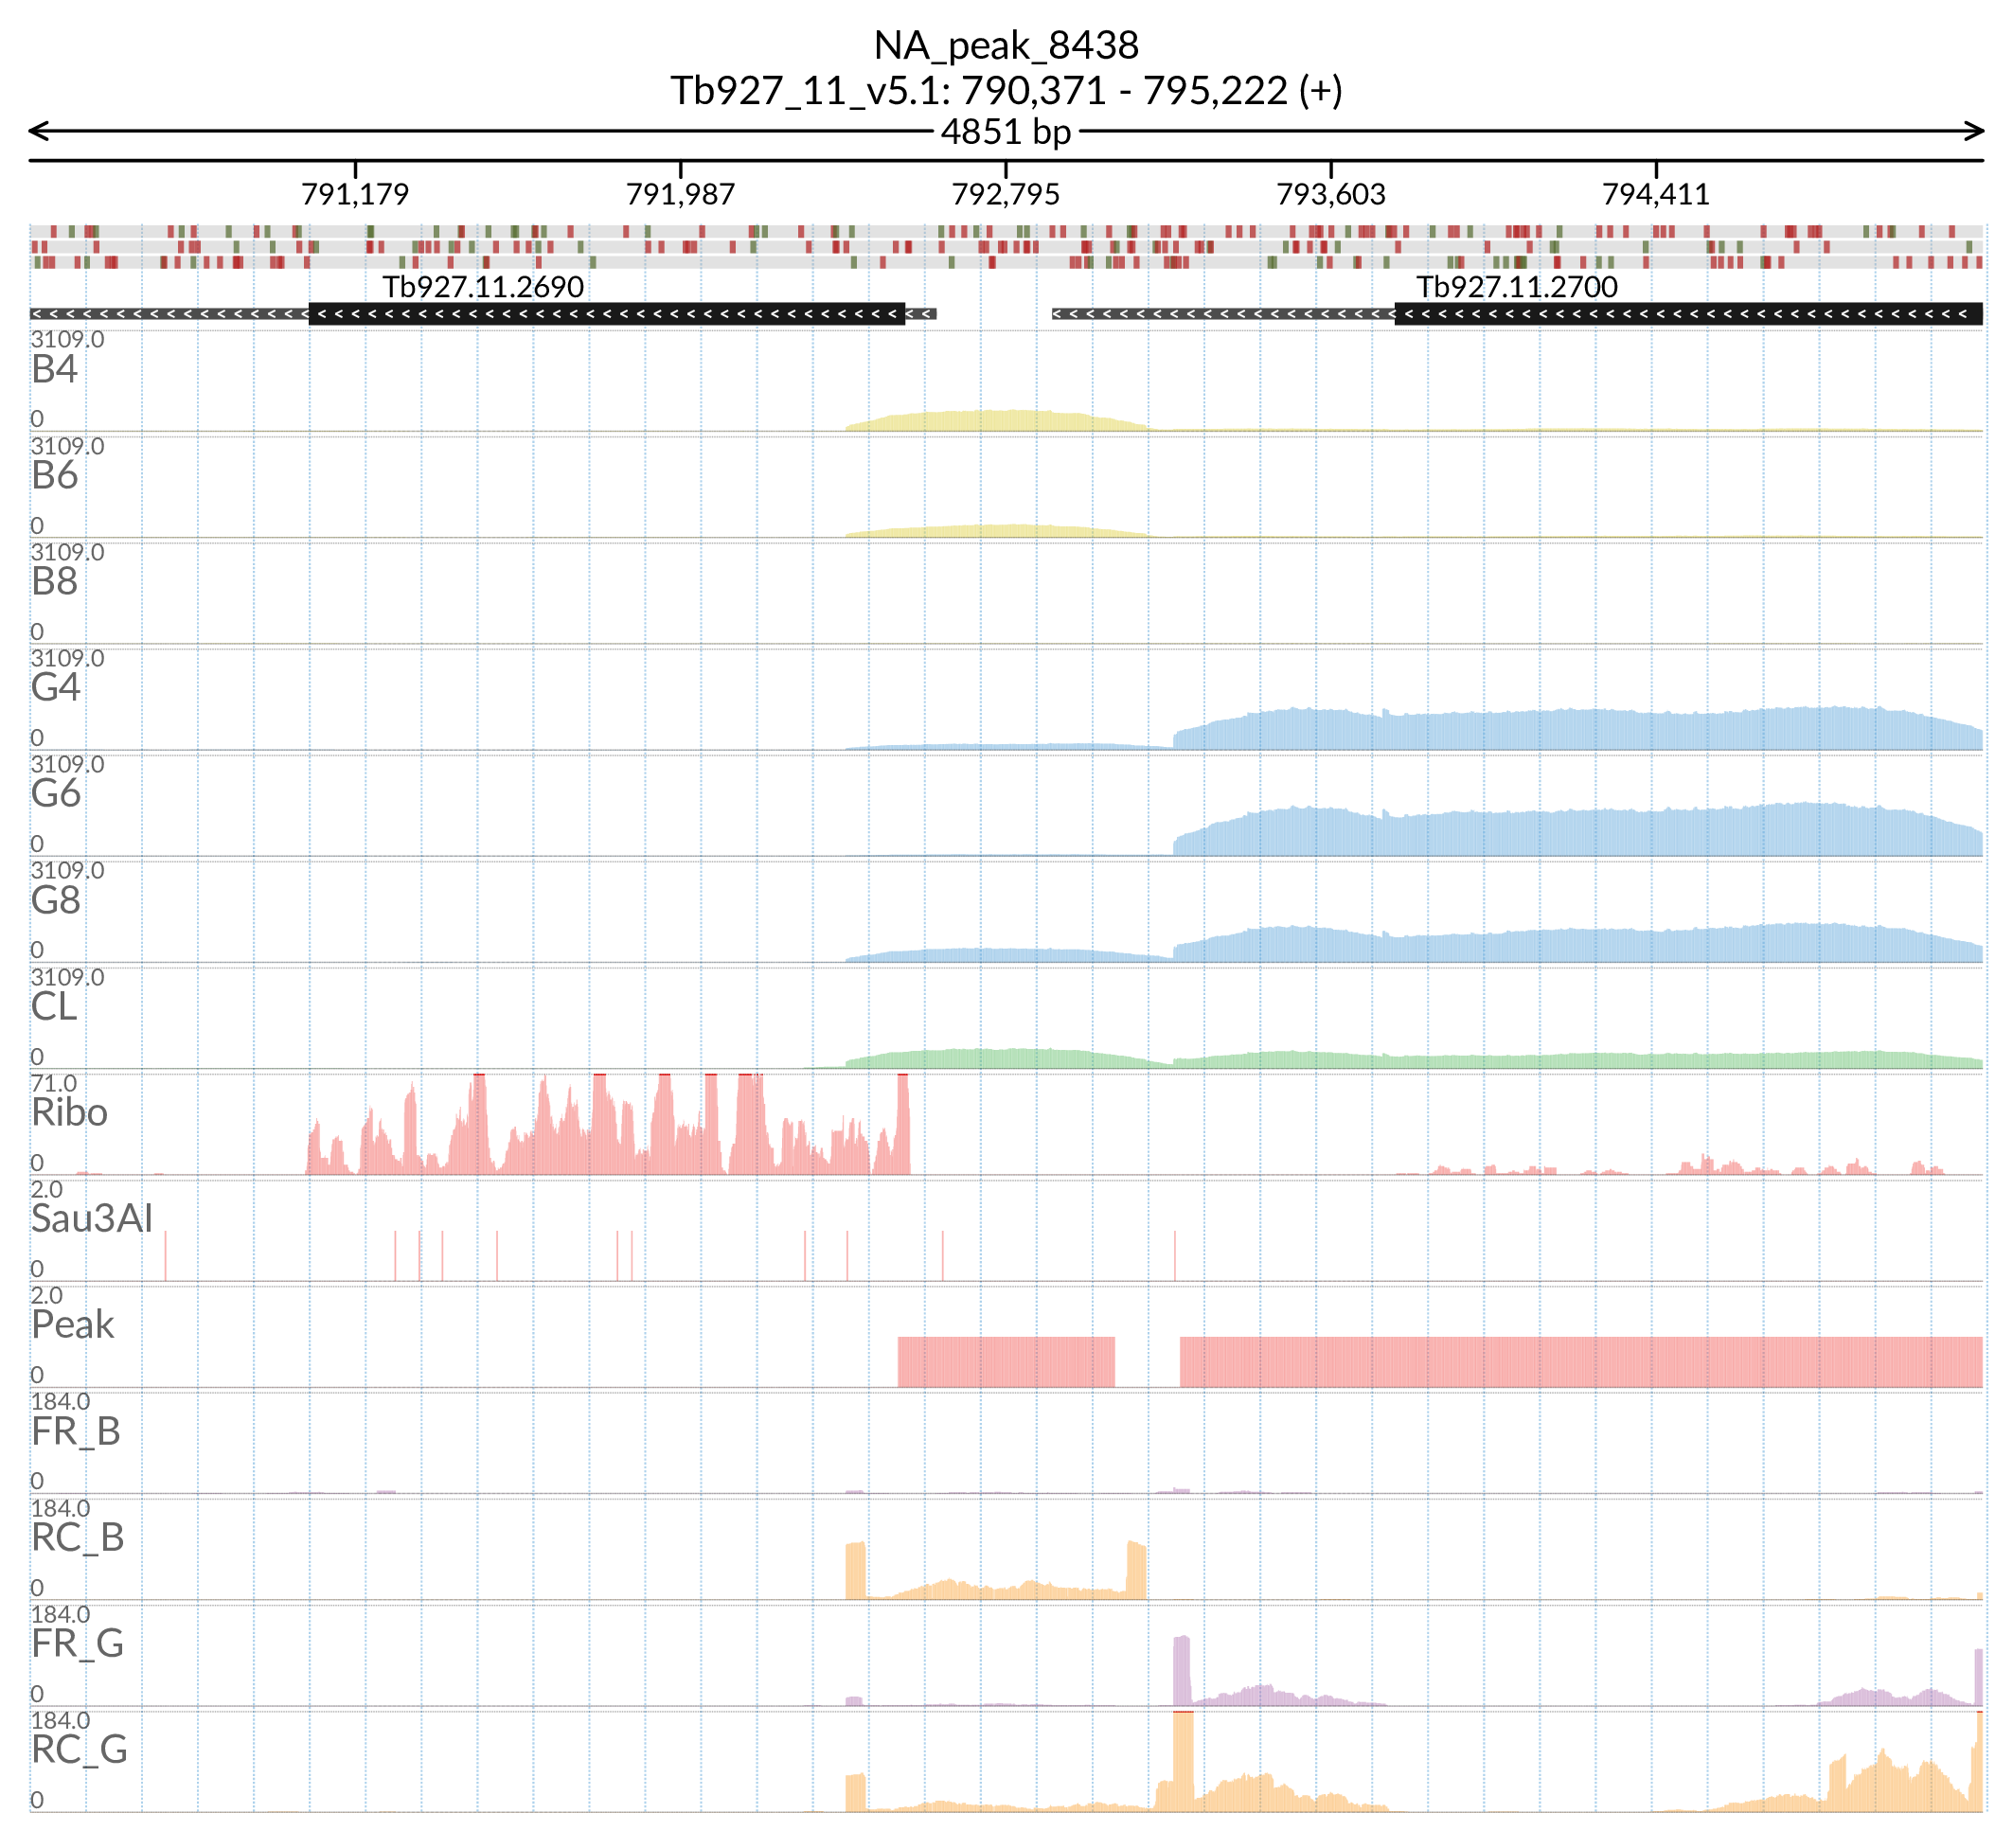 NA_peak_8438
Tb927_11_v5.1: 790,371 - 795,222 (+)
4851 bp
791,179 791,987 792,795 793,603 794,411
Tb927.11.2690 Tb927.11.2700
3109.0
B4
0
3109.0
B6
0
3109.0
B8
0
3109.0
G4
0
3109.0
G6
0
3109.0
G8
0
3109.0
CL
0
71.0
Ribo
0
2.0
Sau3AI
0
2.0
Peak
0
184.0
FR_B
0
184.0
RC_B
0
184.0
FR_G
0
184.0
RC_G
0